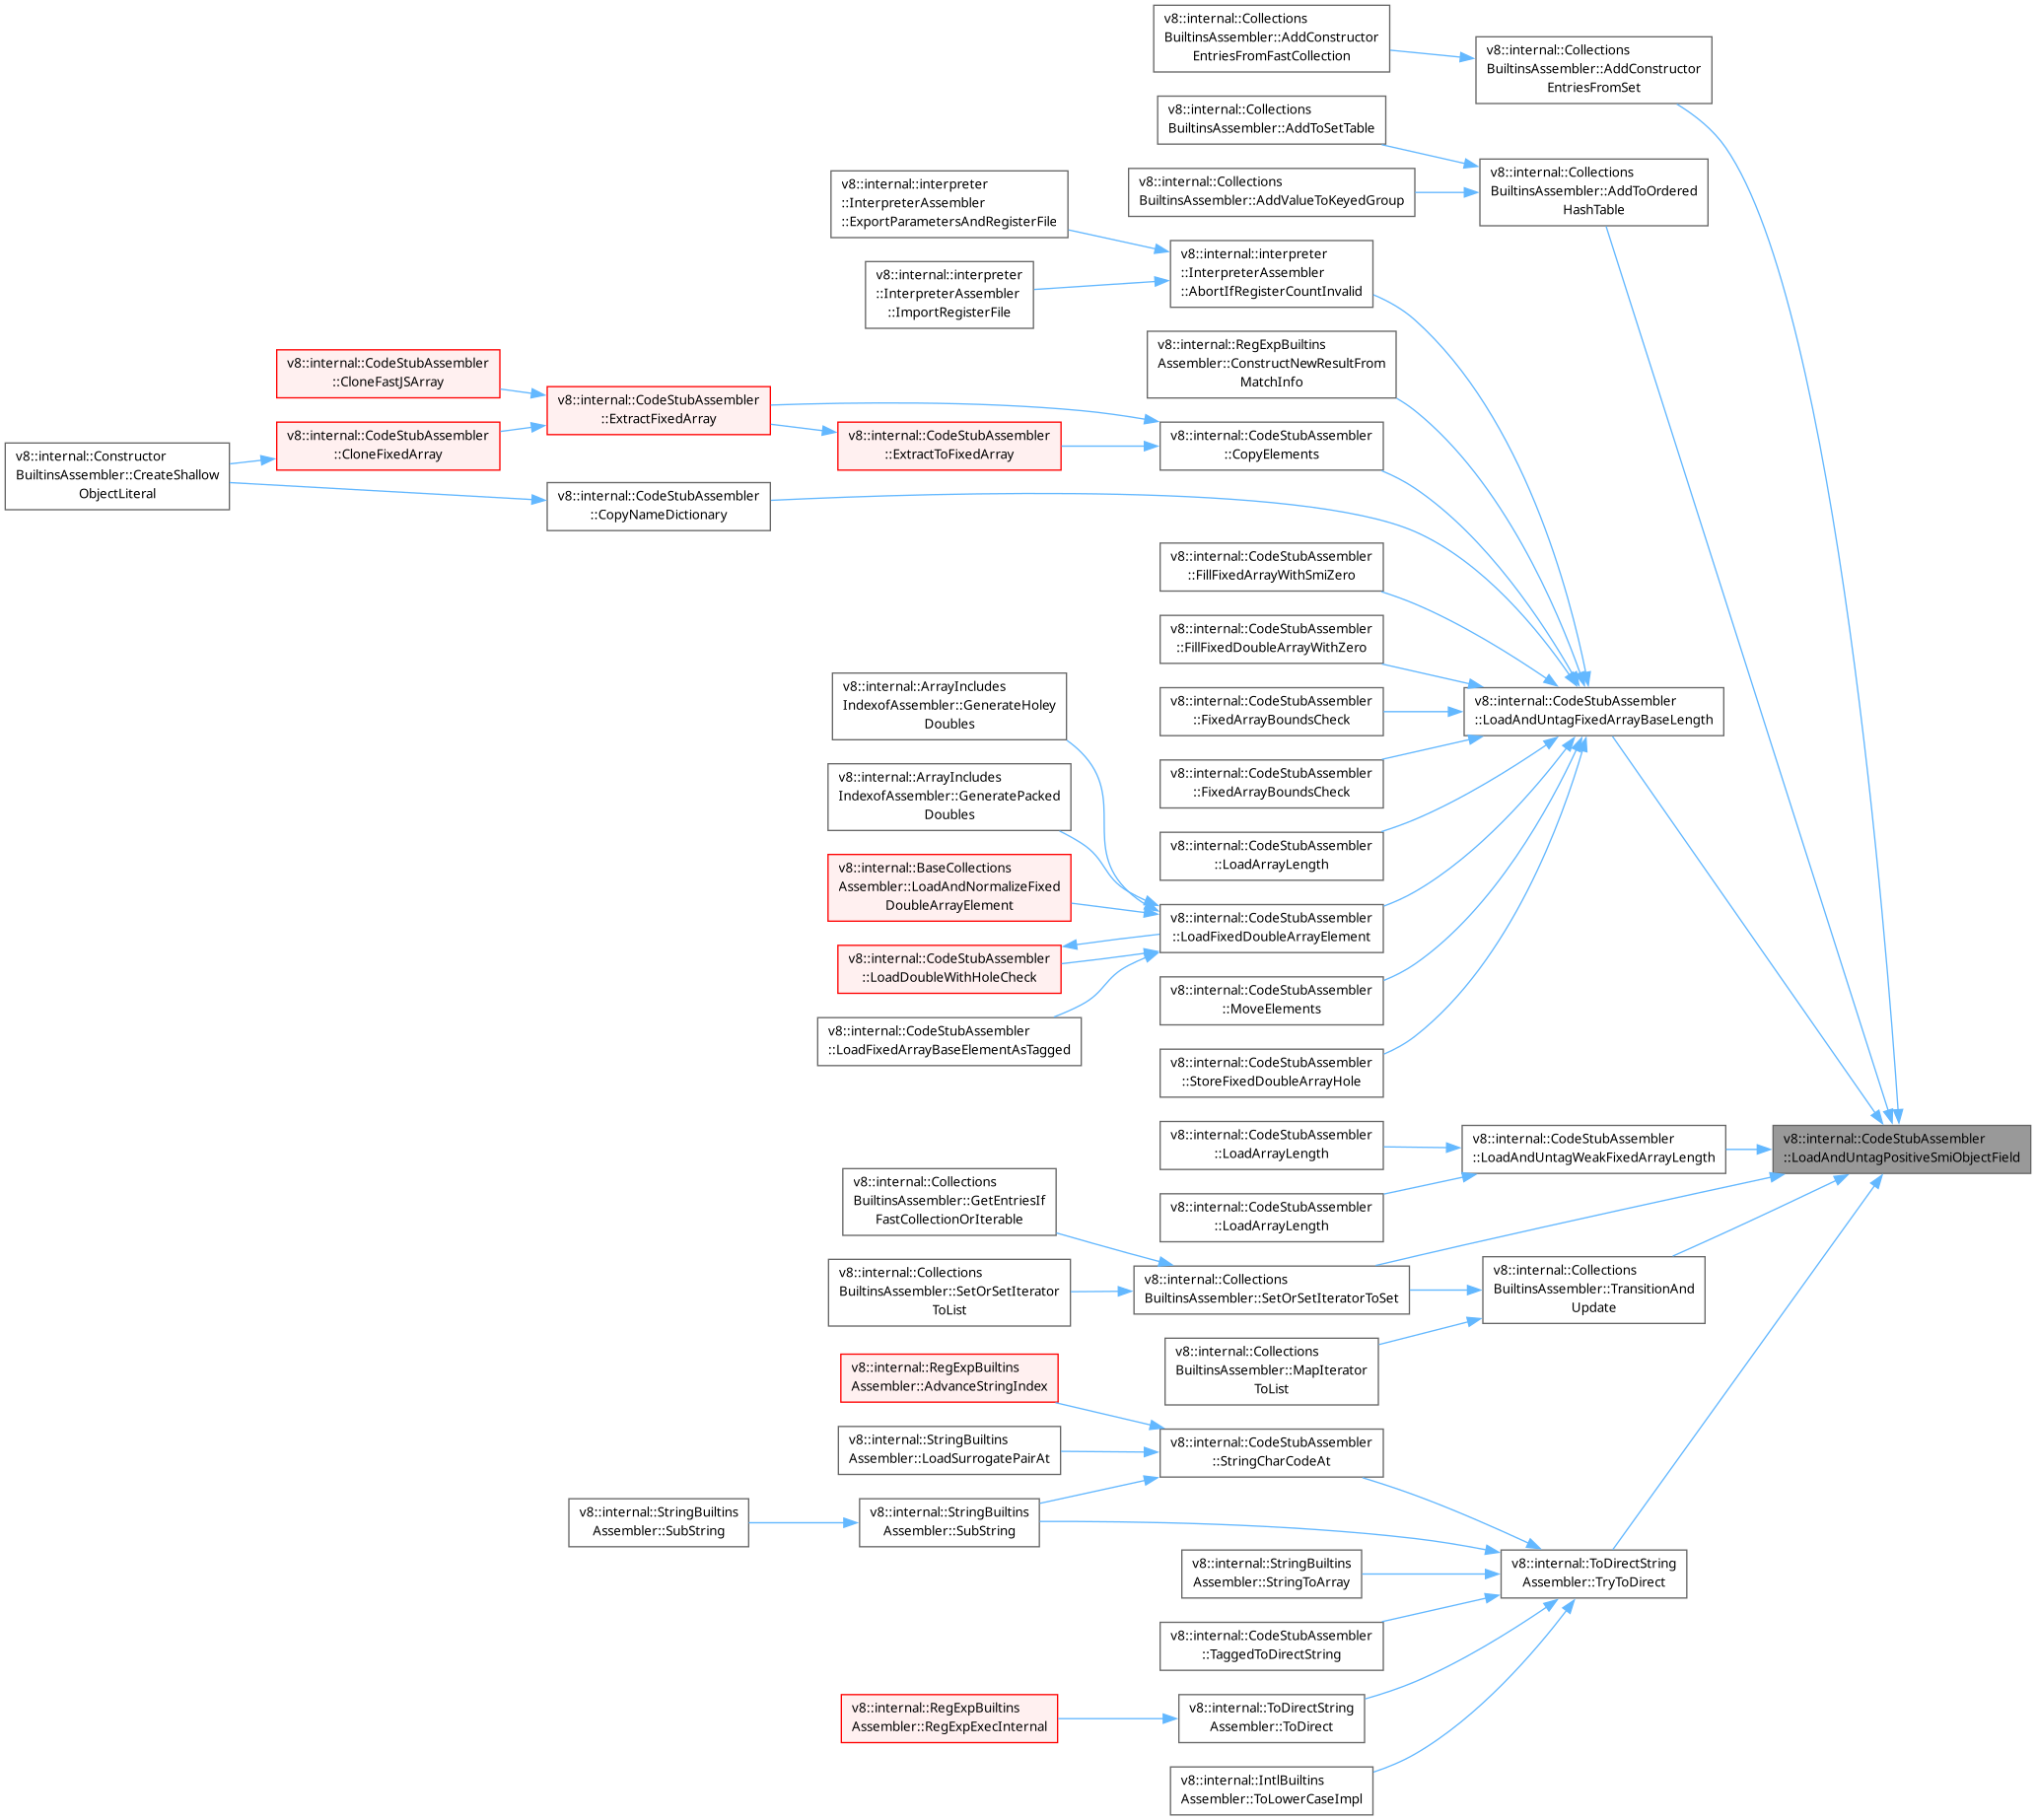 v8::internal::Collections
BuiltinsAssembler::AddConstructor
EntriesFromFastCollection
v8::internal::Collections
BuiltinsAssembler::AddConstructor
EntriesFromSet
v8::internal::Collections
BuiltinsAssembler::AddToSetTable
v8::internal::Collections
BuiltinsAssembler::AddValueToKeyedGroup
v8::internal::Collections
BuiltinsAssembler::AddToOrdered
HashTable
v8::internal::interpreter
::InterpreterAssembler
::ExportParametersAndRegisterFile
v8::internal::interpreter
::InterpreterAssembler
::ImportRegisterFile
v8::internal::interpreter
::InterpreterAssembler
::AbortIfRegisterCountInvalid
v8::internal::RegExpBuiltins
Assembler::ConstructNewResultFrom
MatchInfo
v8::internal::CodeStubAssembler
::CloneFastJSArray
v8::internal::CodeStubAssembler
::ExtractFixedArray
v8::internal::CodeStubAssembler
::CloneFixedArray
v8::internal::CodeStubAssembler
::ExtractToFixedArray
v8::internal::CodeStubAssembler
::CopyElements
v8::internal::Constructor
BuiltinsAssembler::CreateShallow
ObjectLiteral
v8::internal::CodeStubAssembler
::CopyNameDictionary
v8::internal::CodeStubAssembler
::FillFixedArrayWithSmiZero
v8::internal::CodeStubAssembler
::FillFixedDoubleArrayWithZero
v8::internal::CodeStubAssembler
::FixedArrayBoundsCheck
v8::internal::CodeStubAssembler
::LoadAndUntagFixedArrayBaseLength
v8::internal::CodeStubAssembler
::FixedArrayBoundsCheck
v8::internal::CodeStubAssembler
::LoadArrayLength
v8::internal::ArrayIncludes
IndexofAssembler::GenerateHoley
Doubles
v8::internal::ArrayIncludes
IndexofAssembler::GeneratePacked
Doubles
v8::internal::BaseCollections
Assembler::LoadAndNormalizeFixed
DoubleArrayElement
v8::internal::CodeStubAssembler
::LoadFixedDoubleArrayElement
v8::internal::CodeStubAssembler
::LoadDoubleWithHoleCheck
v8::internal::CodeStubAssembler
::LoadFixedArrayBaseElementAsTagged
v8::internal::CodeStubAssembler
::MoveElements
v8::internal::CodeStubAssembler
::StoreFixedDoubleArrayHole
v8::internal::CodeStubAssembler
::LoadArrayLength
v8::internal::CodeStubAssembler
::LoadAndUntagWeakFixedArrayLength
v8::internal::CodeStubAssembler
::LoadAndUntagPositiveSmiObjectField
v8::internal::CodeStubAssembler
::LoadArrayLength
v8::internal::Collections
BuiltinsAssembler::GetEntriesIf
FastCollectionOrIterable
v8::internal::Collections
BuiltinsAssembler::SetOrSetIterator
ToList
v8::internal::Collections
BuiltinsAssembler::SetOrSetIteratorToSet
v8::internal::Collections
BuiltinsAssembler::TransitionAnd
Update
v8::internal::Collections
BuiltinsAssembler::MapIterator
ToList
v8::internal::RegExpBuiltins
Assembler::AdvanceStringIndex
v8::internal::StringBuiltins
Assembler::LoadSurrogatePairAt
v8::internal::CodeStubAssembler
::StringCharCodeAt
v8::internal::StringBuiltins
Assembler::SubString
v8::internal::StringBuiltins
Assembler::SubString
v8::internal::StringBuiltins
Assembler::StringToArray
v8::internal::ToDirectString
Assembler::TryToDirect
v8::internal::CodeStubAssembler
::TaggedToDirectString
v8::internal::RegExpBuiltins
Assembler::RegExpExecInternal
v8::internal::ToDirectString
Assembler::ToDirect
v8::internal::IntlBuiltins
Assembler::ToLowerCaseImpl